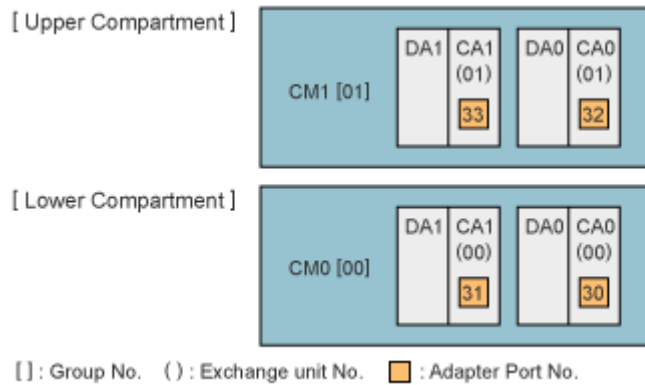 [ Upper Compartment ]
CM1 [01]
DA1
CA1
(01)
33
DA0
CA0
(01)
32
[ Lower Compartment ]
CM0 [00]
DA1
CA1
(00)
31
DA0
CA0
(00)
30
[ ] : Group No. ( ) : Exchange unit No. : Adapter Port No.